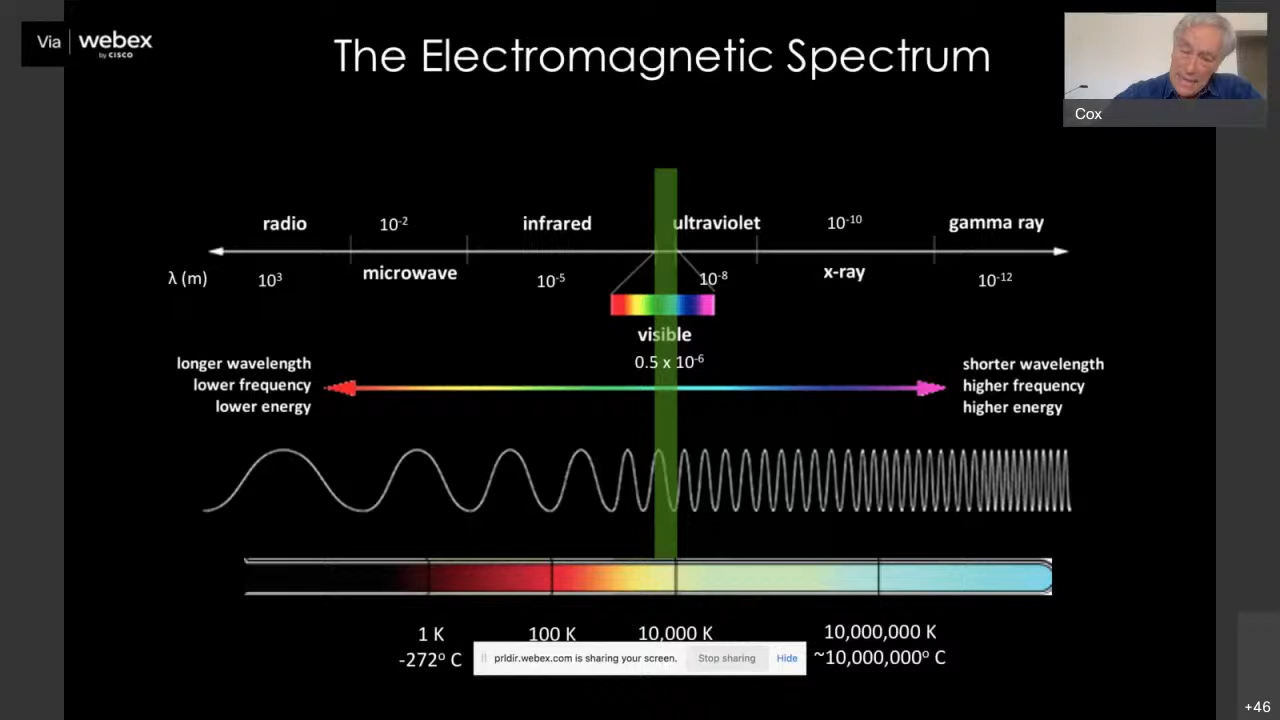 Via webex
by CISCO
The Electromagnetic Spectrum
Cox
radio 10⁻² infrared ultraviolet 10⁻¹⁰ gamma ray
λ (m) 10³ microwave 10⁻⁵ 10⁻⁸ x-ray 10⁻¹²
visible
0.5 x 10⁻⁶
longer wavelength
lower frequency
lower energy
shorter wavelength
higher frequency
higher energy
1 K 100 K 10,000 K 10,000,000 K
-272º C ~10,000,000º C
prldir.webex.com is sharing your screen. Stop sharing Hide
+46